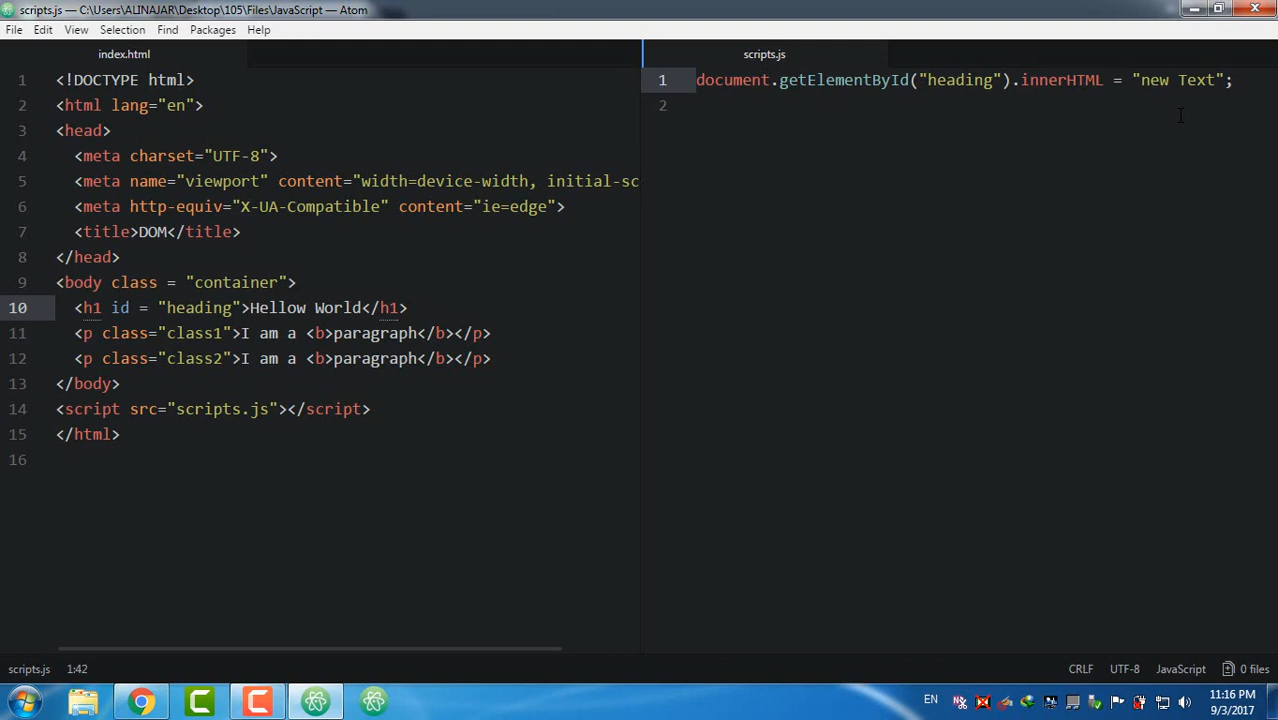 scripts.js — C:\Users\ALINAJAR\Desktop\105\Files\JavaScript — Atom
File Edit View Selection Find Packages Help
index.html
1 <!DOCTYPE html>
2 <html lang="en">
3 <head>
4 <meta charset="UTF-8">
5 <meta name="viewport" content="width=device-width, initial-sc
6 <meta http-equiv="X-UA-Compatible" content="ie=edge">
7 <title>DOM</title>
8 </head>
9 <body class = "container">
10 <h1 id = "heading">Hellow World</h1>
11 <p class="class1">I am a <b>paragraph</b></p>
12 <p class="class2">I am a <b>paragraph</b></p>
13 </body>
14 <script src="scripts.js"></script>
15 </html>
16
scripts.js
1 document.getElementById("heading").innerHTML = "new Text";
2
scripts.js 1:42 CRLF UTF-8 JavaScript 0 files
EN
11:16 PM
9/3/2017